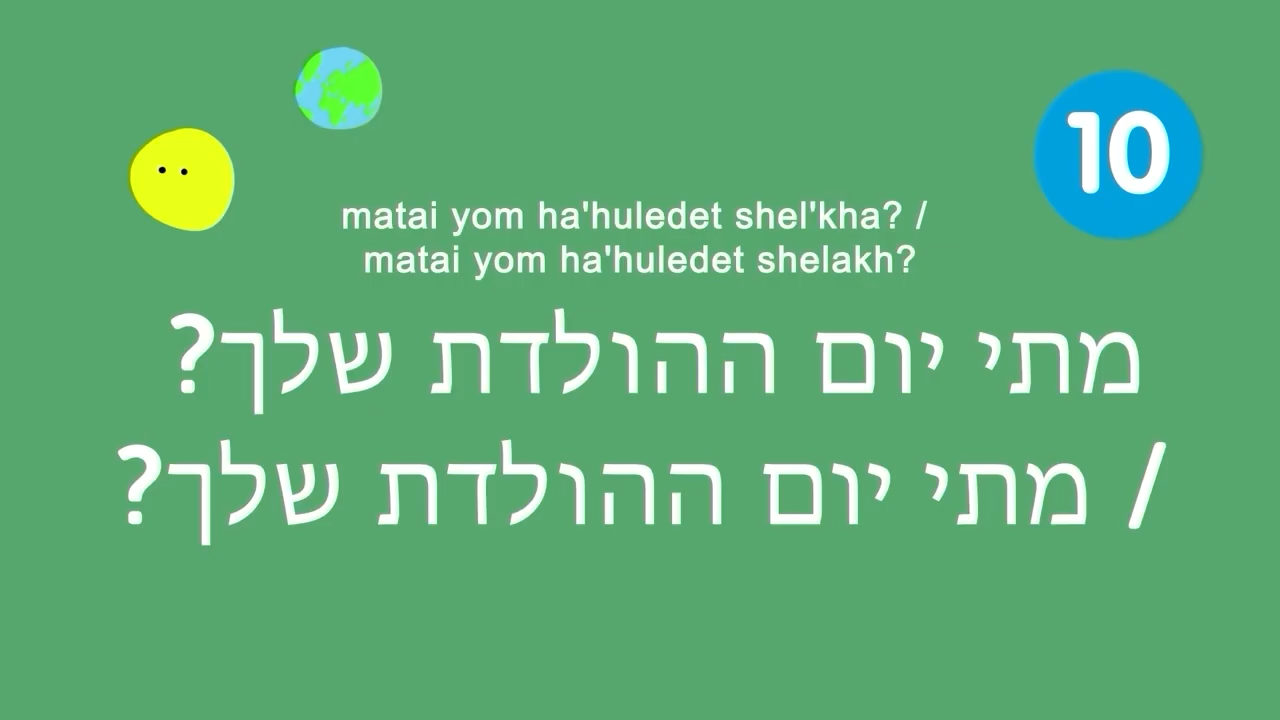 10
matai yom ha'huledet shel'kha? /
matai yom ha'huledet shelakh?
מתי יום ההולדת שלך?
/ מתי יום ההולדת שלך?